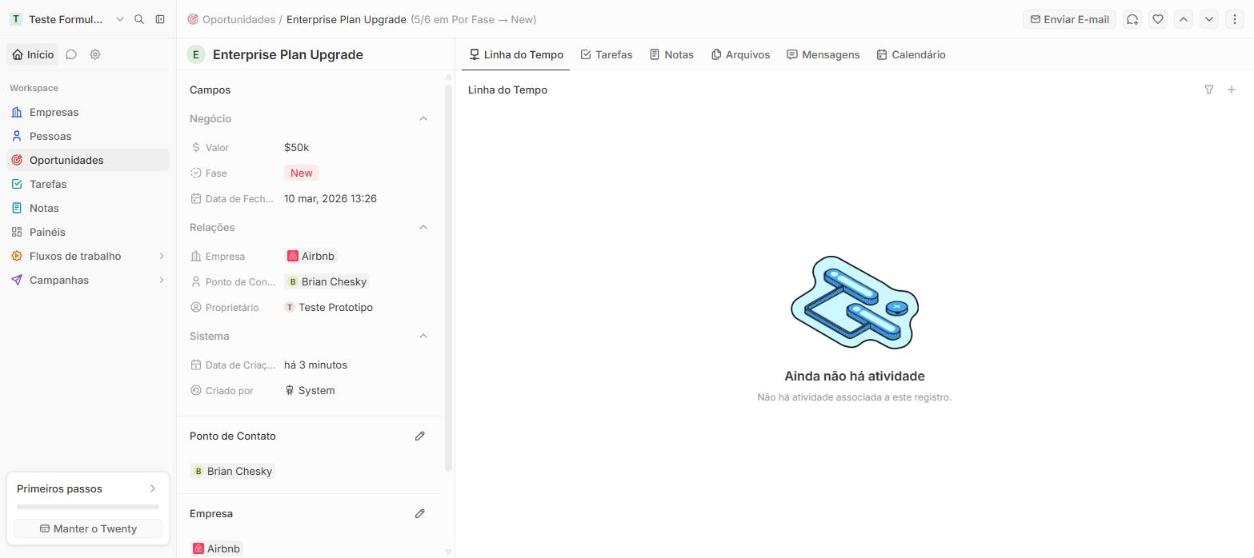 T Teste Formul...
Oportunidades / Enterprise Plan Upgrade (5/6 em Por Fase → New)
Enviar E-mail
Início
E Enterprise Plan Upgrade
Linha do Tempo
Tarefas
Notas
Arquivos
Mensagens
Calendário
Workspace
Empresas
Pessoas
Oportunidades
Tarefas
Notas
Painéis
Fluxos de trabalho
Campanhas
Primeiros passos
Manter o Twenty
Campos
Negócio
Valor $50k
Fase New
Data de Fech... 10 mar, 2026 13:26
Relações
Empresa Airbnb
Ponto de Con... B Brian Chesky
Proprietário T Teste Prototipo
Sistema
Data de Criaç... há 3 minutos
Criado por System
Ponto de Contato
B Brian Chesky
Empresa
Airbnb
Linha do Tempo
Ainda não há atividade
Não há atividade associada a este registro.